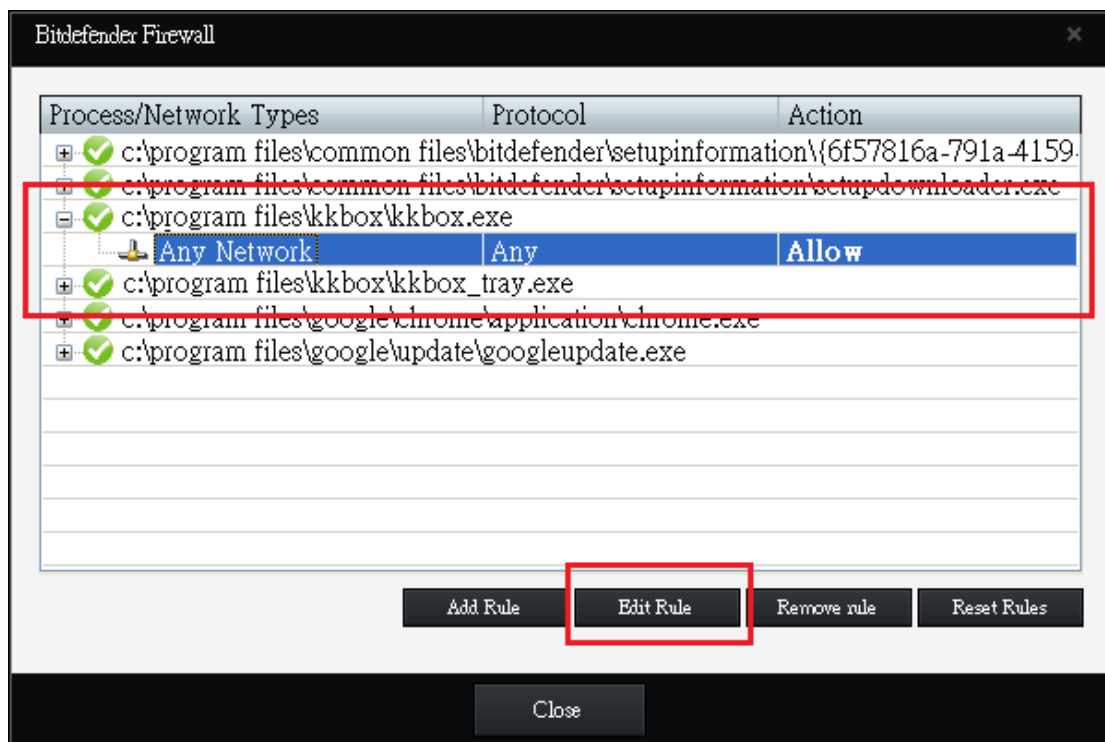 Bitdefender Firewall
Process/Network Types Protocol Action
c:\program files\common files\bitdefender\setupinformation\{6f57816a-791a-4159-
c:\program files\common files\bitdefender\setupinformation\setupdownloader.exe
c:\program files\kkbox\kkbox.exe
Any Network Any Allow
c:\program files\kkbox\kkbox_tray.exe
c:\program files\google\chrome\application\chrome.exe
c:\program files\google\update\googleupdate.exe
Add Rule Edit Rule Remove rule Reset Rules
Close